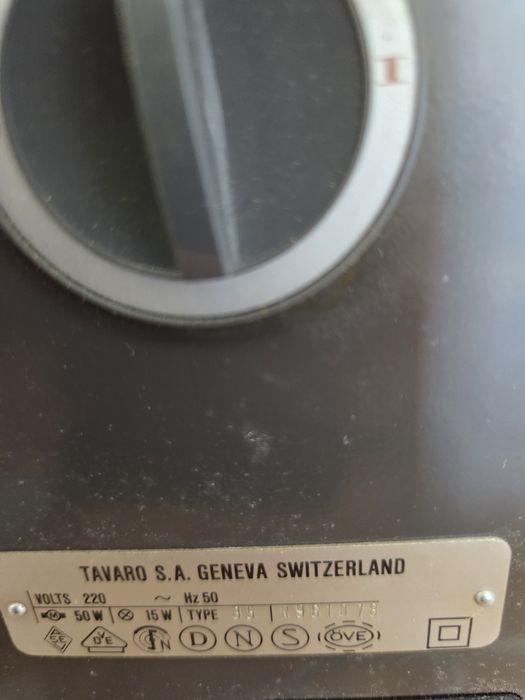 I
TAVARO S.A. GENEVA SWITZERLAND
VOLTS 220 ~ Hz 50
50 W 15 W TYPE
D N S ÖVE